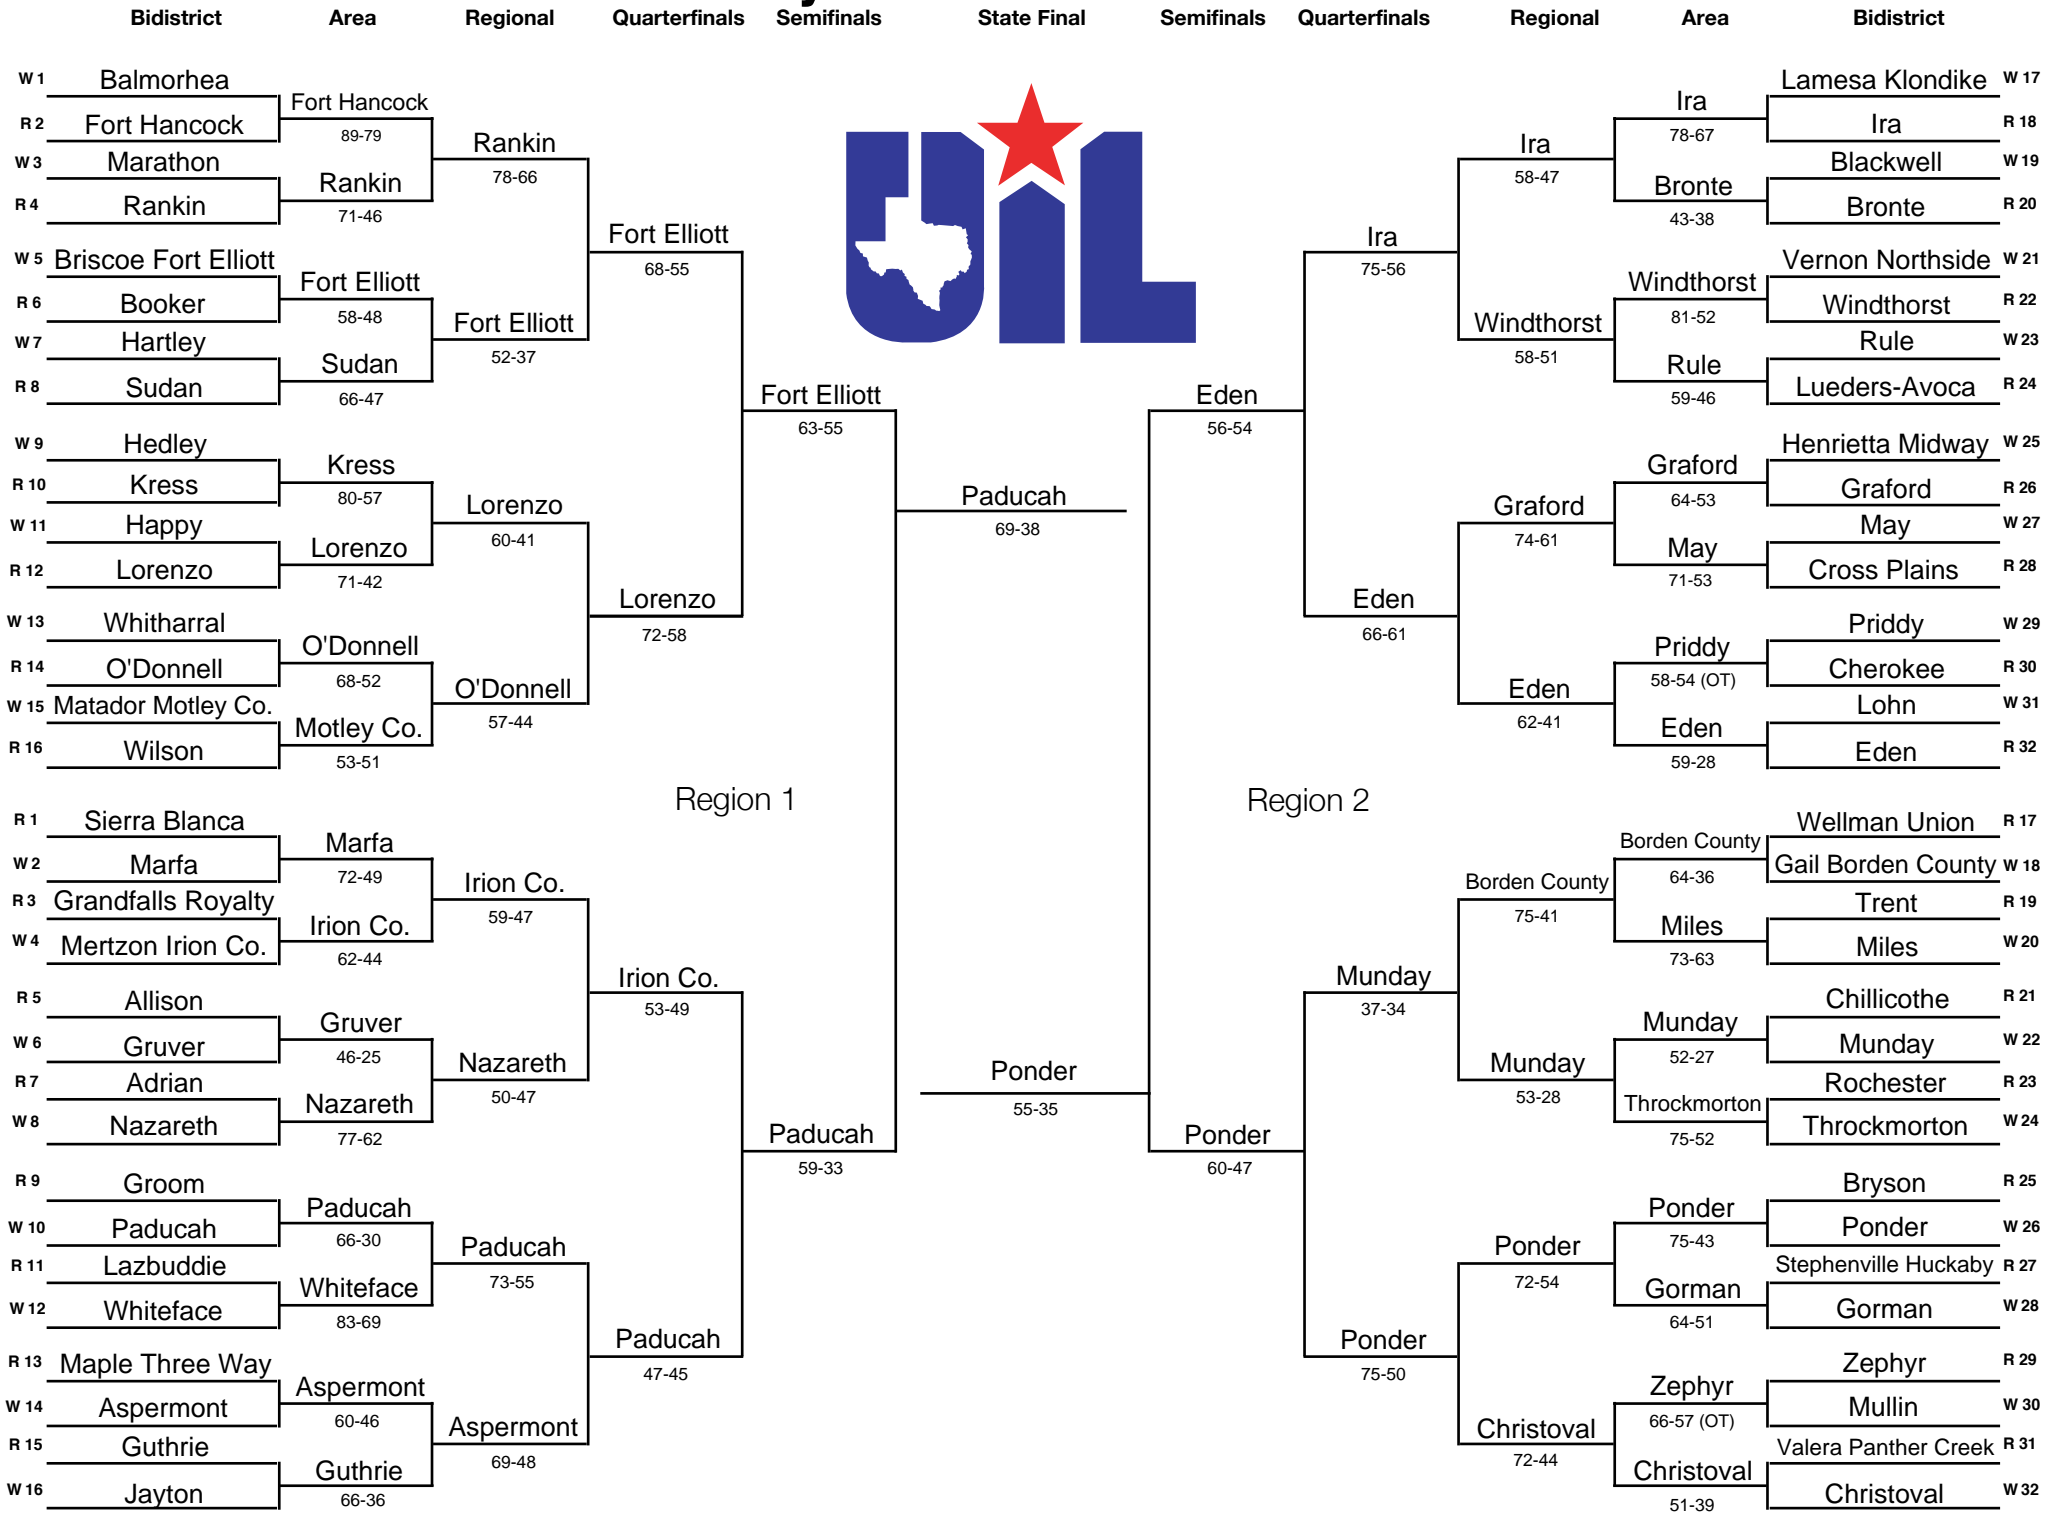 Bidistrict Area Regional Quarterfinals Semifinals State Final Semifinals Quarterfinals Regional Area Bidistrict
W 1 Balmorhea
Fort Hancock
R 2 Fort Hancock
89-79
Rankin
78-66
W 3 Marathon
Rankin
R 4 Rankin
71-46
Fort Elliott
68-55
W 5 Briscoe Fort Elliott
Fort Elliott
R 6 Booker
58-48
Fort Elliott
52-37
W 7 Hartley
Sudan
R 8 Sudan
66-47
Fort Elliott
63-55
W 9 Hedley
Kress
R 10 Kress
80-57
Lorenzo
60-41
W 11 Happy
Lorenzo
R 12 Lorenzo
71-42
Lorenzo
72-58
W 13 Whitharral
O'Donnell
R 14 O'Donnell
68-52
O'Donnell
57-44
W 15 Matador Motley Co.
Motley Co.
R 16 Wilson
53-51
Region 1
R 1 Sierra Blanca
Marfa
W 2 Marfa
72-49
Irion Co.
59-47
R 3 Grandfalls Royalty
Irion Co.
W 4 Mertzon Irion Co.
62-44
Irion Co.
53-49
R 5 Allison
Gruver
W 6 Gruver
46-25
Nazareth
50-47
R 7 Adrian
Nazareth
W 8 Nazareth
77-62
Paducah
59-33
R 9 Groom
Paducah
W 10 Paducah
66-30
Paducah
73-55
R 11 Lazbuddie
Whiteface
W 12 Whiteface
83-69
Paducah
47-45
R 13 Maple Three Way
Aspermont
W 14 Aspermont
60-46
Aspermont
69-48
R 15 Guthrie
Guthrie
W 16 Jayton
66-36
UIL
Paducah
69-38
Ponder
55-35
Lamesa Klondike W 17
Ira
Ira R 18
78-67
Ira
58-47
Blackwell W 19
Bronte
Bronte R 20
43-38
Ira
75-56
Vernon Northside W 21
Windthorst
Windthorst R 22
81-52
Windthorst
58-51
Rule W 23
Rule
Lueders-Avoca R 24
59-46
Eden
56-54
Henrietta Midway W 25
Graford
Graford R 26
64-53
Graford
74-61
May W 27
May
Cross Plains R 28
71-53
Eden
66-61
Priddy W 29
Priddy
Cherokee R 30
58-54 (OT)
Eden
62-41
Lohn W 31
Eden
Eden R 32
59-28
Region 2
Wellman Union R 17
Borden County
Gail Borden County W 18
64-36
Borden County
75-41
Trent R 19
Miles
Miles W 20
73-63
Munday
37-34
Chillicothe R 21
Munday
Munday W 22
52-27
Munday
53-28
Rochester R 23
Throckmorton
Throckmorton W 24
75-52
Ponder
60-47
Bryson R 25
Ponder
Ponder W 26
75-43
Ponder
72-54
Stephenville Huckaby R 27
Gorman
Gorman W 28
64-51
Ponder
75-50
Zephyr R 29
Zephyr
Mullin W 30
66-57 (OT)
Christoval
72-44
Valera Panther Creek R 31
Christoval
Christoval W 32
51-39